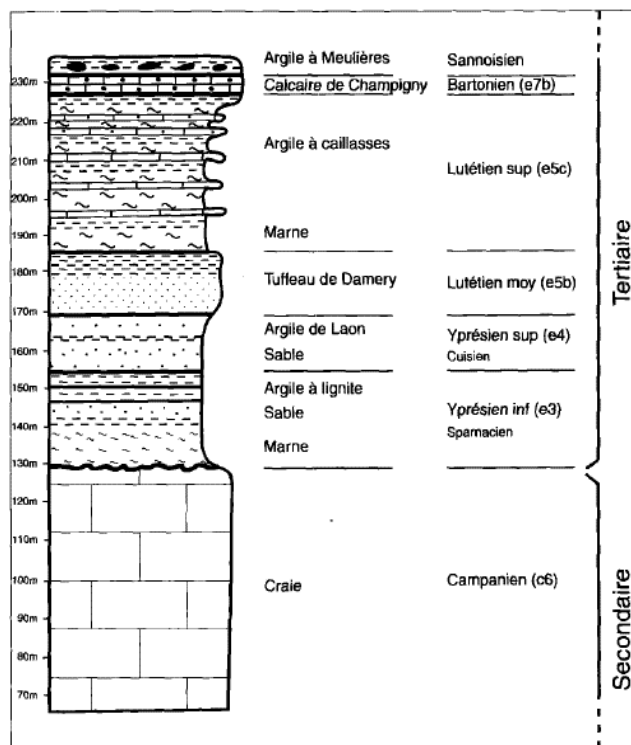 Argile à Meulières Sannoisien
230m Calcaire de Champigny Bartonien (e7b)
220m
Argile à caillasses
210m
Lutétien sup (e5c)
200m
190m Marne
180m Tuffeau de Damery Lutétien moy (e5b)
170m
Argile de Laon Yprésien sup (e4)
160m Sable Cuisien
150m Argile à lignite
Sable Yprésien inf (e3)
140m Sparnacien
Marne
130m
120m
110m
100m Craie Campanien (c6)
90m
80m
70m
Tertiaire
Secondaire